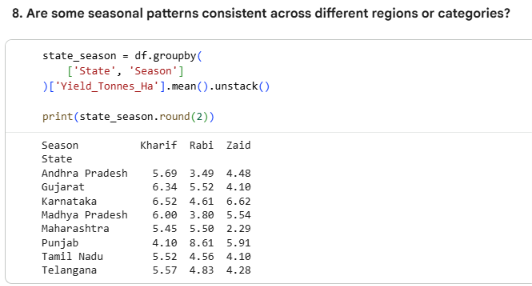 8. Are some seasonal patterns consistent across different regions or categories?
state_season = df.groupby(
['State', 'Season']
)['Yield_Tonnes_Ha'].mean().unstack()
print(state_season.round(2))
Season Kharif Rabi Zaid
State
Andhra Pradesh 5.69 3.49 4.48
Gujarat 6.34 5.52 4.10
Karnataka 6.52 4.61 6.62
Madhya Pradesh 6.00 3.80 5.54
Maharashtra 5.45 5.50 2.29
Punjab 4.10 8.61 5.91
Tamil Nadu 5.52 4.56 4.10
Telangana 5.57 4.83 4.28